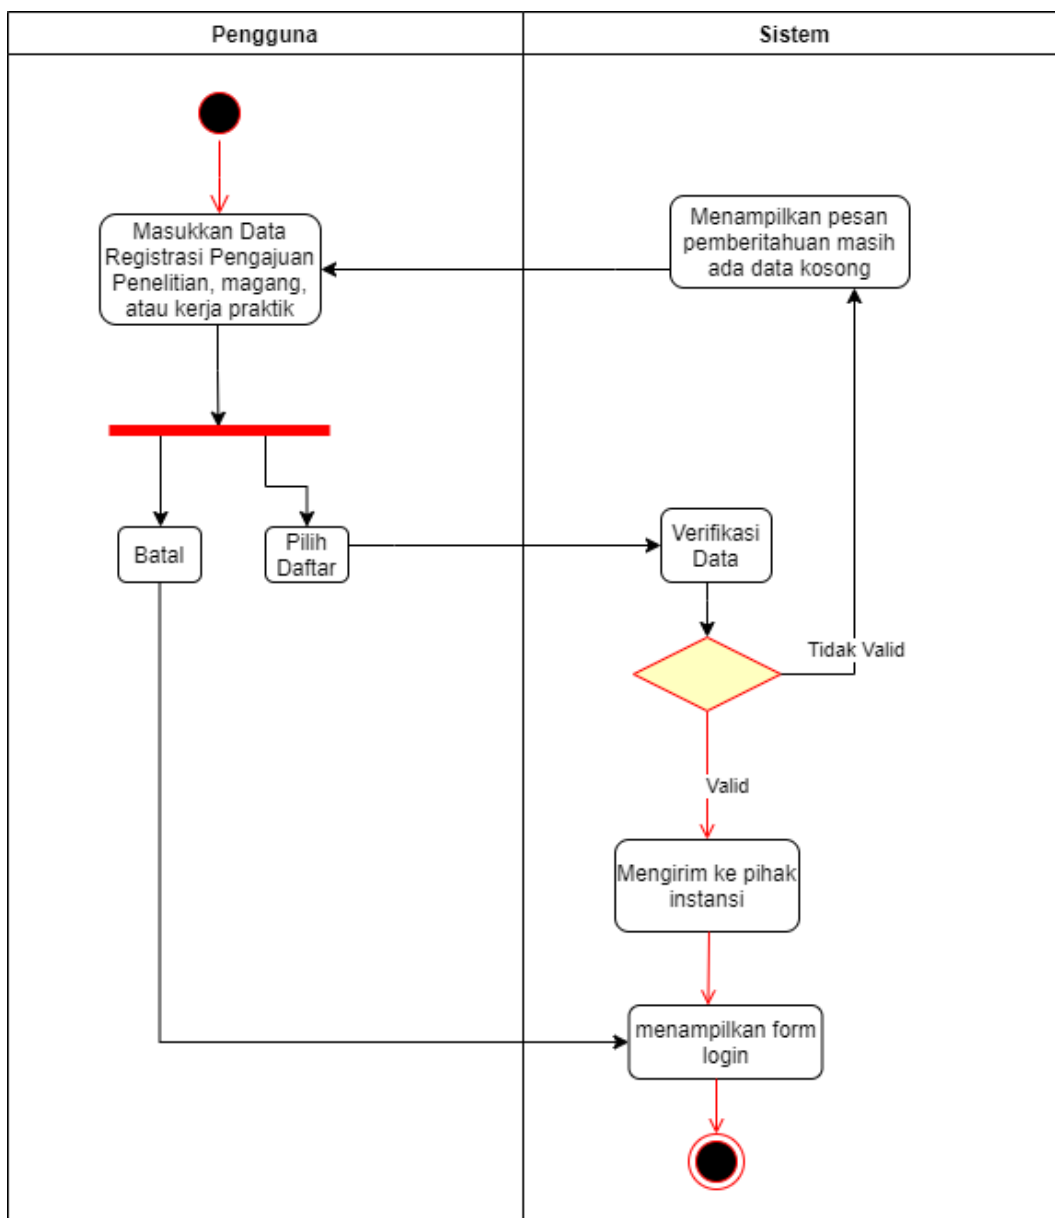 Pengguna
Sistem
Masukkan Data
Registrasi Pengajuan
Penelitian, magang,
atau kerja praktik
Menampilkan pesan
pemberitahuan masih
ada data kosong
Batal
Pilih
Daftar
Verifikasi
Data
Tidak Valid
Valid
Mengirim ke pihak
instansi
menampilkan form
login